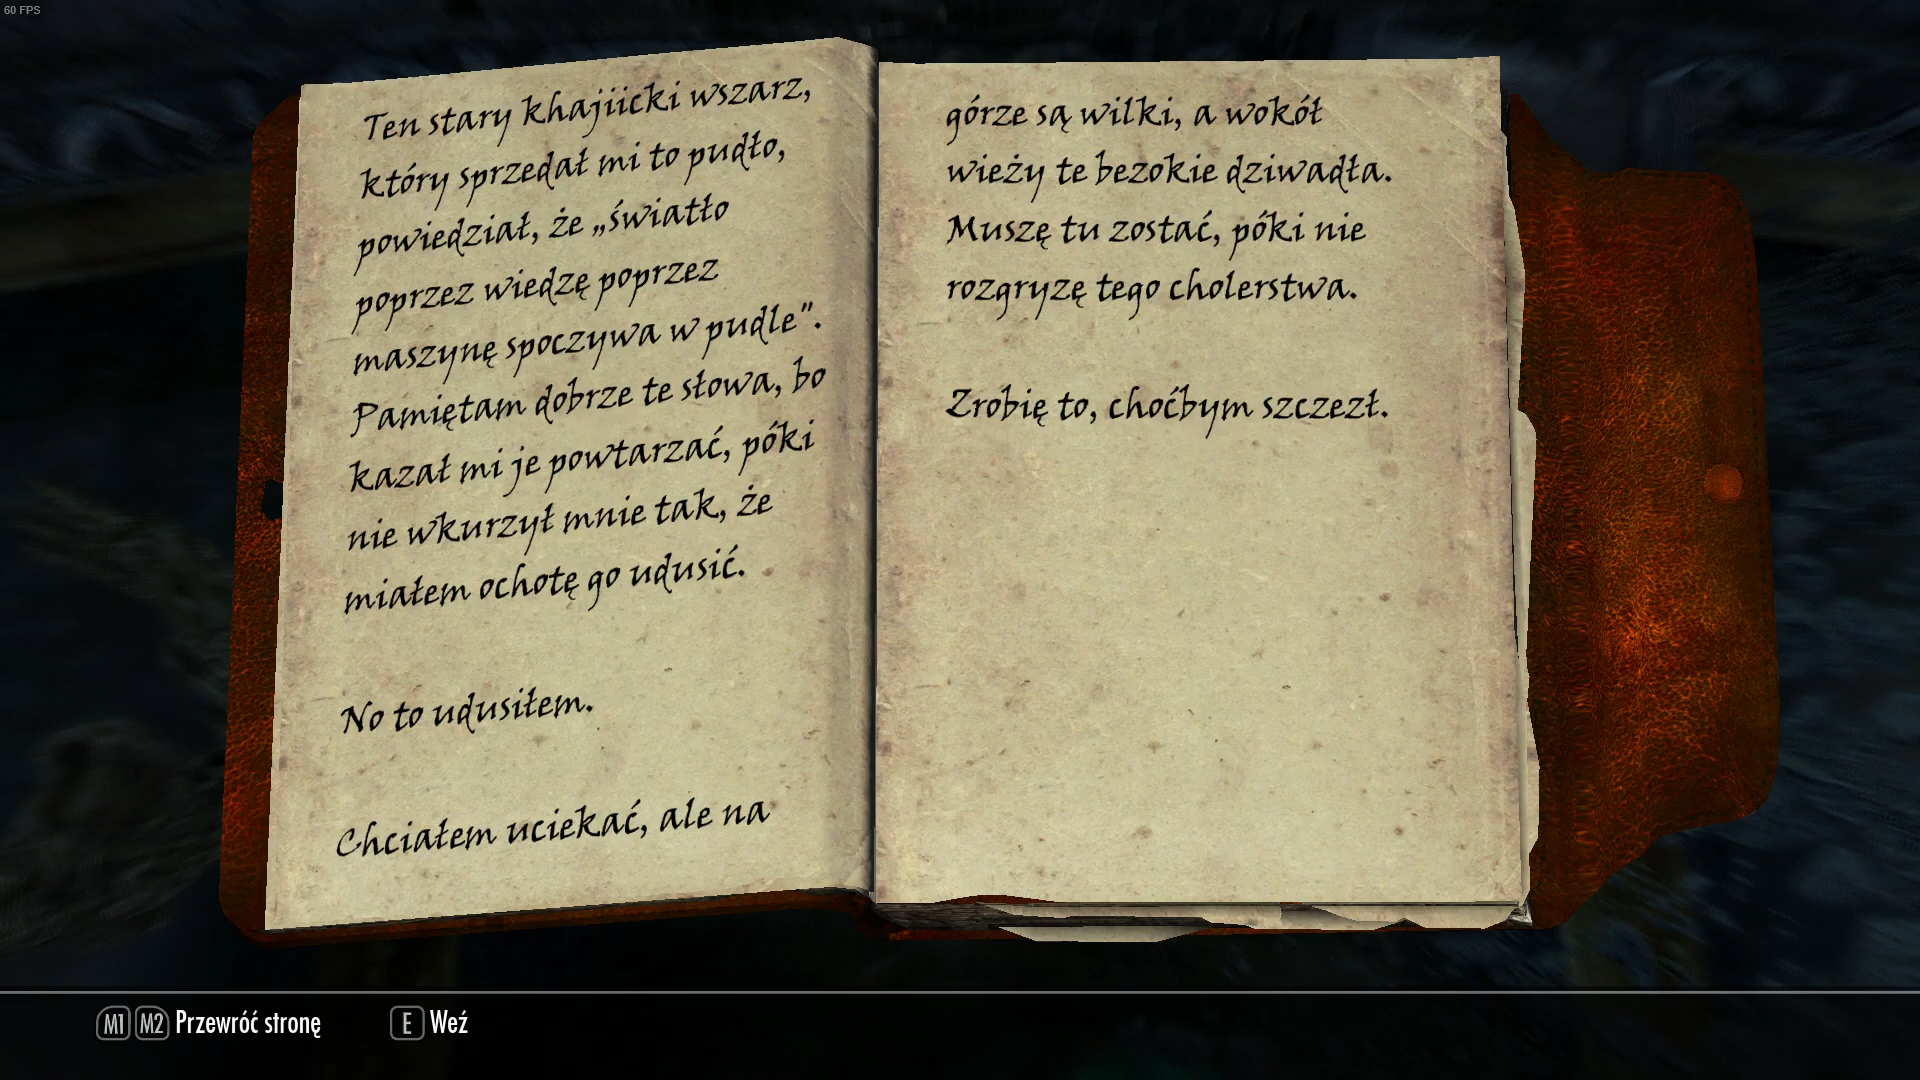 60 FPS
Ten stary khajiicki wszarz,
który sprzedał mi to pudło,
powiedział, że „światło
poprzez wiedzę poprzez
maszynę spoczywa w pudle”.
Pamiętam dobrze te słowa, bo
kazał mi je powtarzać, póki
nie wkurzył mnie tak, że
miałem ochotę go udusić.
No to udusiłem.
Chciałem uciekać, ale na
górze są wilki, a wokół
wieży te bezokie dziwadła.
Muszę tu zostać, póki nie
rozgryzę tego cholerstwa.
Zrobię to, choćbym szczezł.
M1 M2 Przewróć stronę E Weź